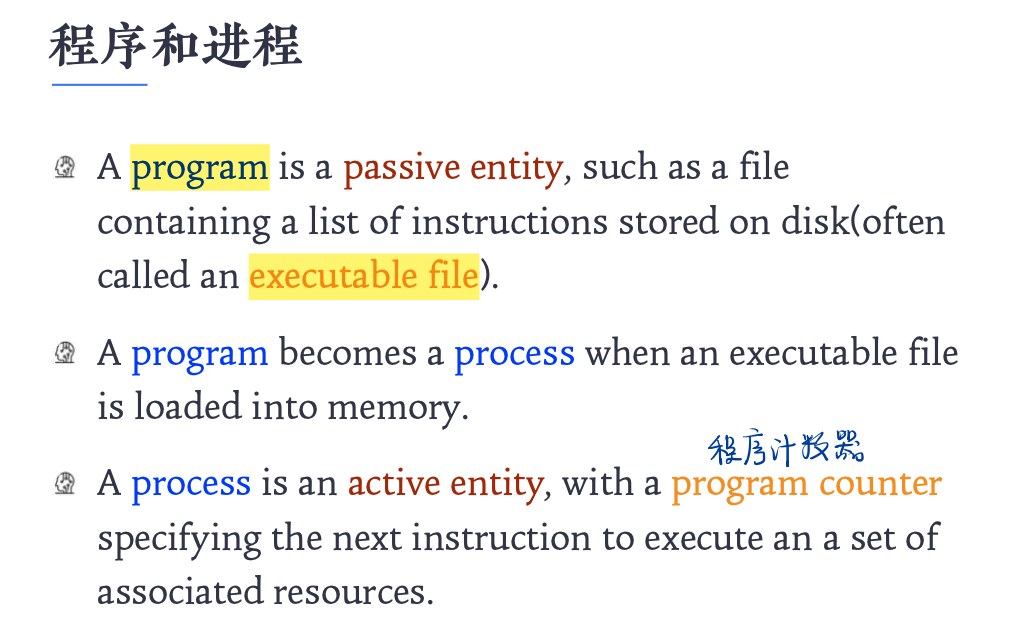 程序和进程
A program is a passive entity, such as a file
containing a list of instructions stored on disk(often
called an executable file).
A program becomes a process when an executable file
is loaded into memory.
程序计数器
A process is an active entity, with a program counter
specifying the next instruction to execute an a set of
associated resources.